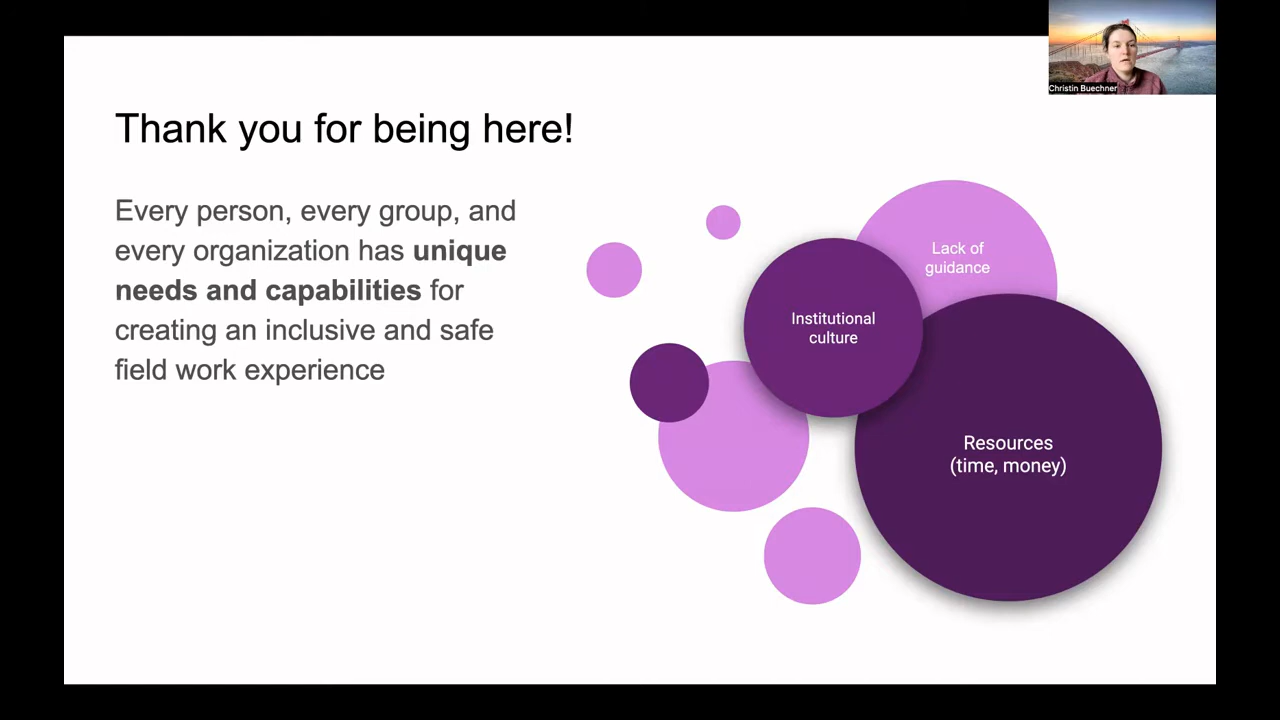 Christin Buechner
Thank you for being here!
Every person, every group, and
every organization has unique
needs and capabilities for
creating an inclusive and safe
field work experience
Lack of
guidance
Institutional
culture
Resources
(time, money)